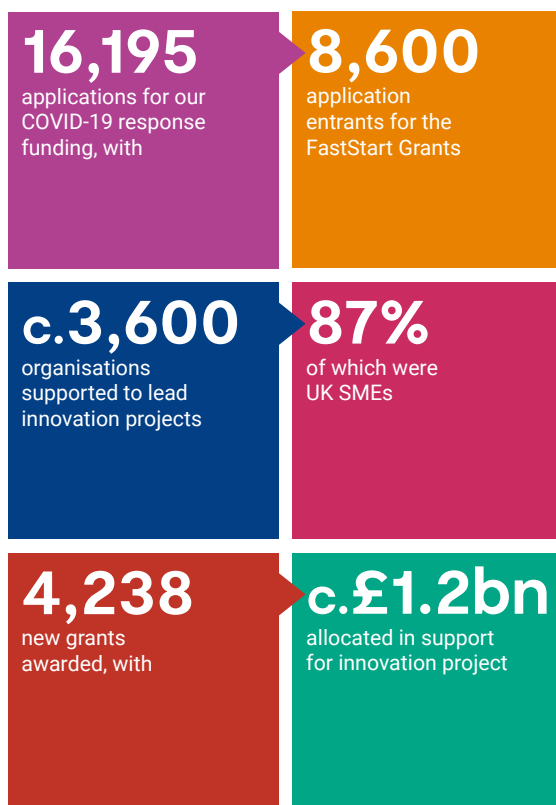 16,195
applications for our
COVID-19 response
funding, with
8,600
application
entrants for the
FastStart Grants
c.3,600
organisations
supported to lead
innovation projects
87%
of which were
UK SMEs
4,238
new grants
awarded, with
c.£1.2bn
allocated in support
for innovation project